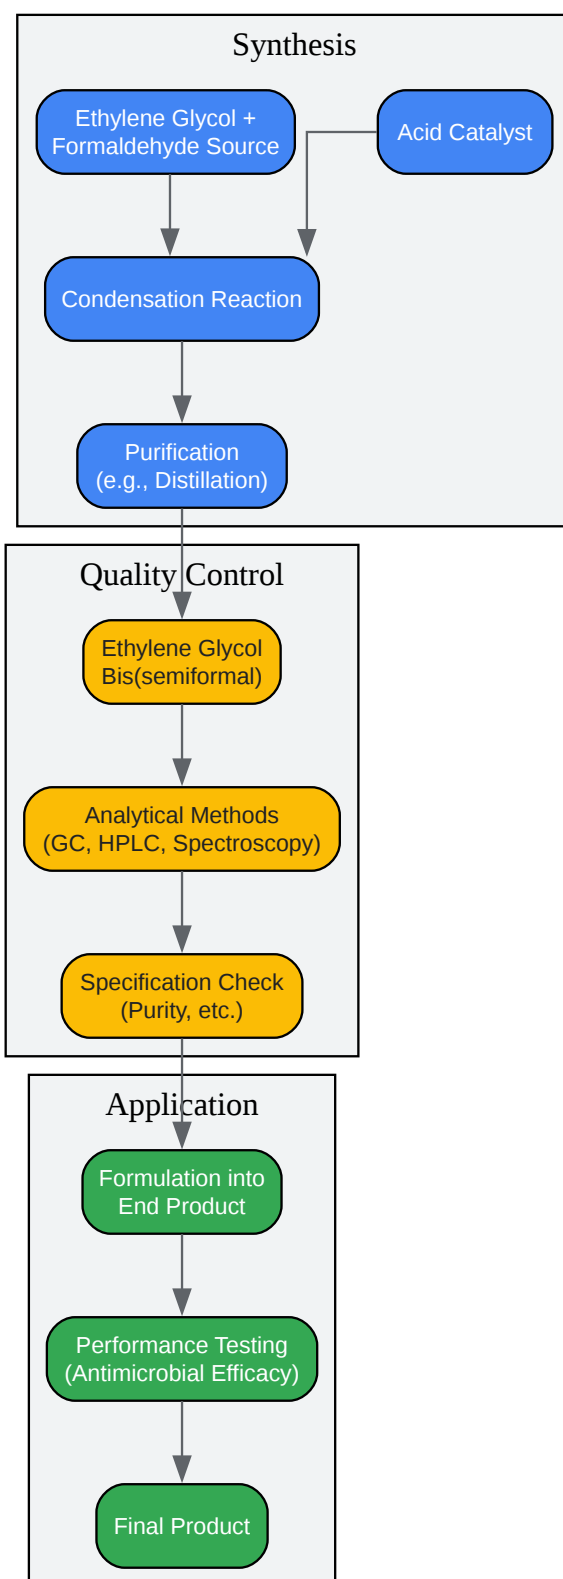 Synthesis
Ethylene Glycol +
Formaldehyde Source
Acid Catalyst
Condensation Reaction
Purification
(e.g., Distillation)
Quality Control
Ethylene Glycol
Bis(semiformal)
Analytical Methods
(GC, HPLC, Spectroscopy)
Specification Check
(Purity, etc.)
Application
Formulation into
End Product
Performance Testing
(Antimicrobial Efficacy)
Final Product